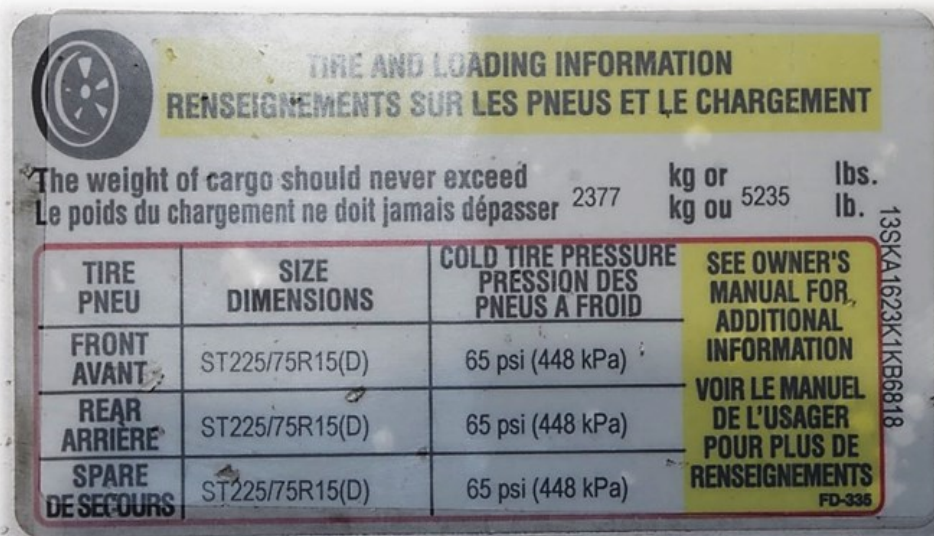 TIRE AND LOADING INFORMATION
RENSEIGNEMENTS SUR LES PNEUS ET LE CHARGEMENT
The weight of cargo should never exceed 2377 kg or 5235 lbs.
Le poids du chargement ne doit jamais dépasser kg ou lb.
TIRE
PNEU
SIZE
DIMENSIONS
COLD TIRE PRESSURE
PRESSION DES
PNEUS A FROID
FRONT
AVANT
ST225/75R15(D)
65 psi (448 kPa)
REAR
ARRIÈRE
ST225/75R15(D)
65 psi (448 kPa)
SPARE
DE SECOURS
ST225/75R15(D)
65 psi (448 kPa)
SEE OWNER'S
MANUAL FOR
ADDITIONAL
INFORMATION
VOIR LE MANUEL
DE L'USAGER
POUR PLUS DE
RENSEIGNEMENTS
FD-335
13SKA1623K1KB6818